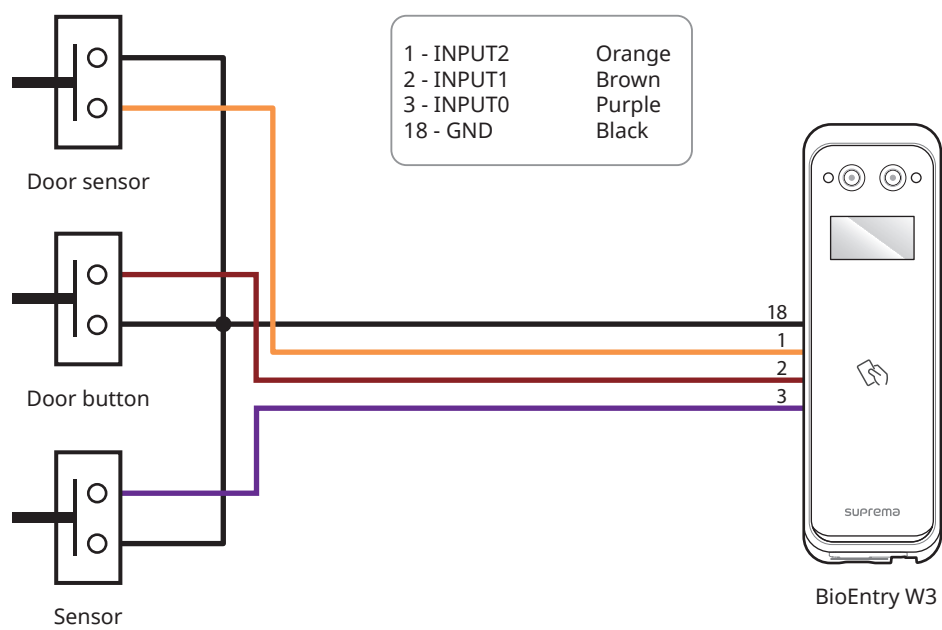 1 - INPUT2 Orange
2 - INPUT1 Brown
3 - INPUT0 Purple
18 - GND Black
Door sensor
Door button
Sensor
18
1
2
3
suprema
BioEntry W3